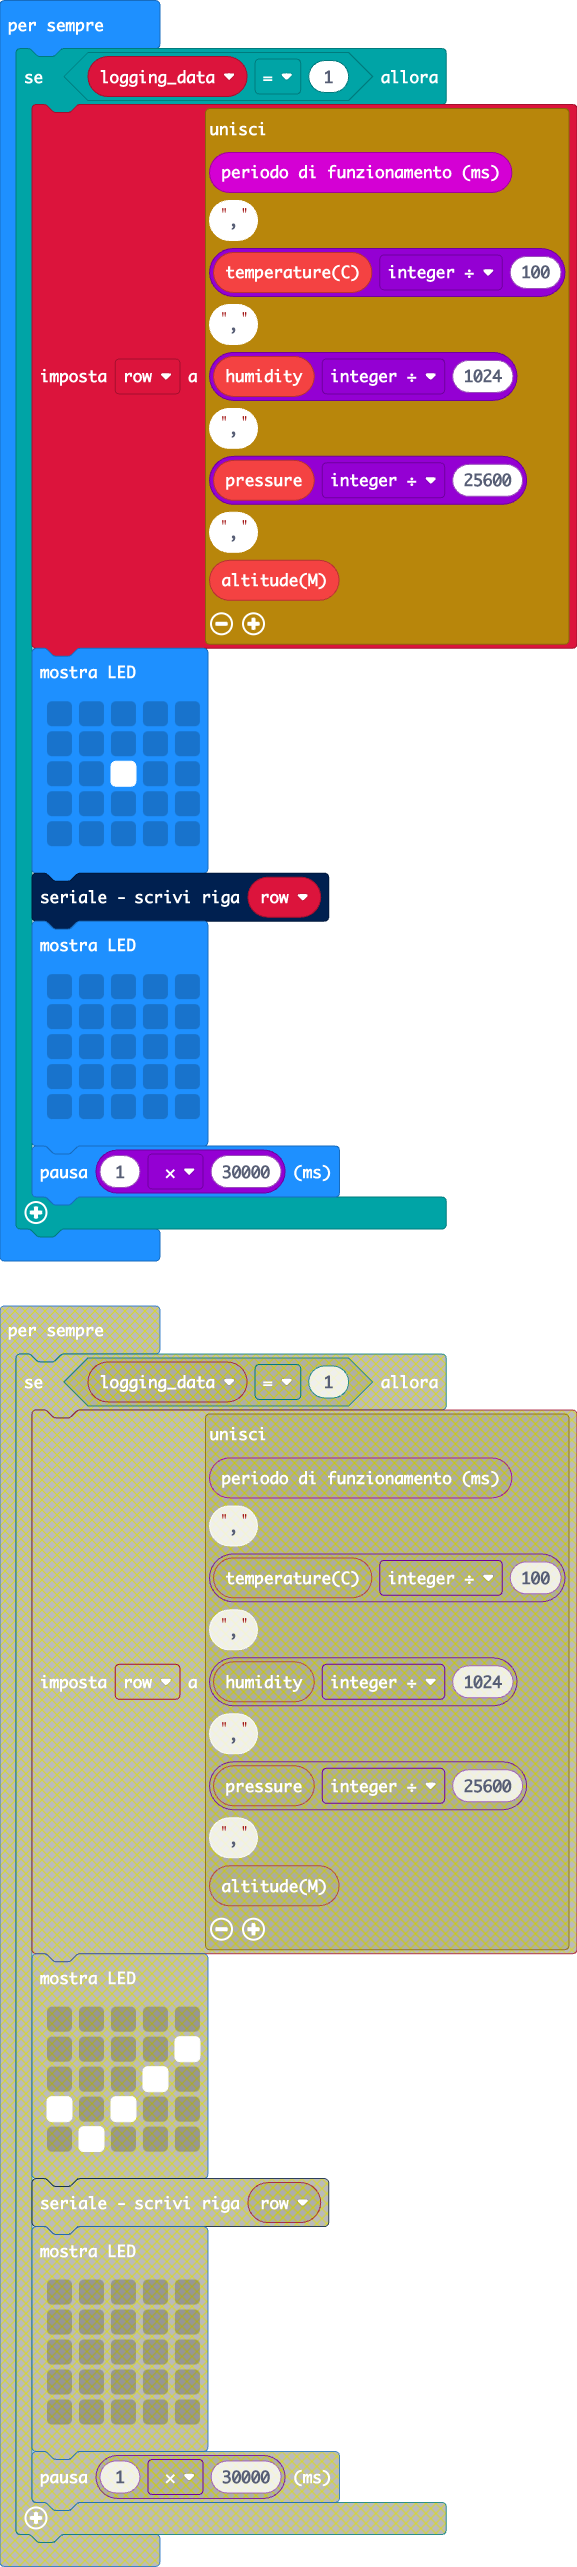 per sempre
se logging_data = 1 allora
unisci
periodo di funzionamento (ms)
","
temperature(C) integer ÷ 100
","
imposta row a humidity integer ÷ 1024
","
pressure integer ÷ 25600
","
altitude(M)
mostra LED
seriale - scrivi riga row
mostra LED
pausa 1 × 30000 (ms)
per sempre
se logging_data = 1 allora
unisci
periodo di funzionamento (ms)
","
temperature(C) integer ÷ 100
","
imposta row a humidity integer ÷ 1024
","
pressure integer ÷ 25600
","
altitude(M)
mostra LED
seriale - scrivi riga row
mostra LED
pausa 1 × 30000 (ms)